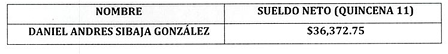 NOMBRE SUELDO NETO (QUINCENA 11)
DANIEL ANDRES SIBAJA GONZÁLEZ $36,372.75